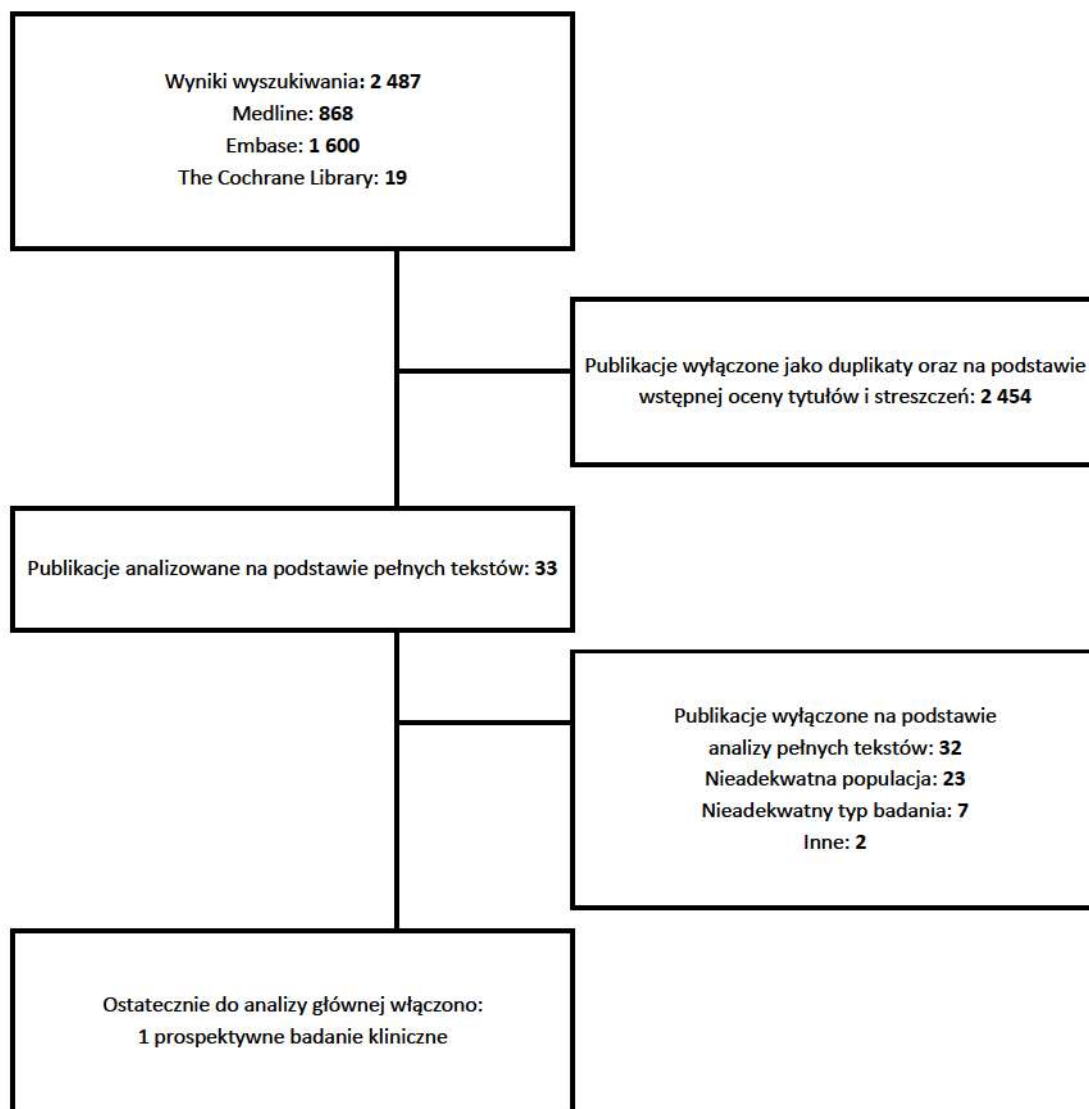 Wyniki wyszukiwania: 2 487
Medline: 868
Embase: 1 600
The Cochrane Library: 19
Publikacje wyłączone jako duplikaty oraz na podstawie
wstępnej oceny tytułów i streszczeń: 2 454
Publikacje analizowane na podstawie pełnych tekstów: 33
Publikacje wyłączone na podstawie
analizy pełnych tekstów: 32
Nieadekwatna populacja: 23
Nieadekwatny typ badania: 7
Inne: 2
Ostatecznie do analizy głównej włączono:
1 prospektywne badanie kliniczne